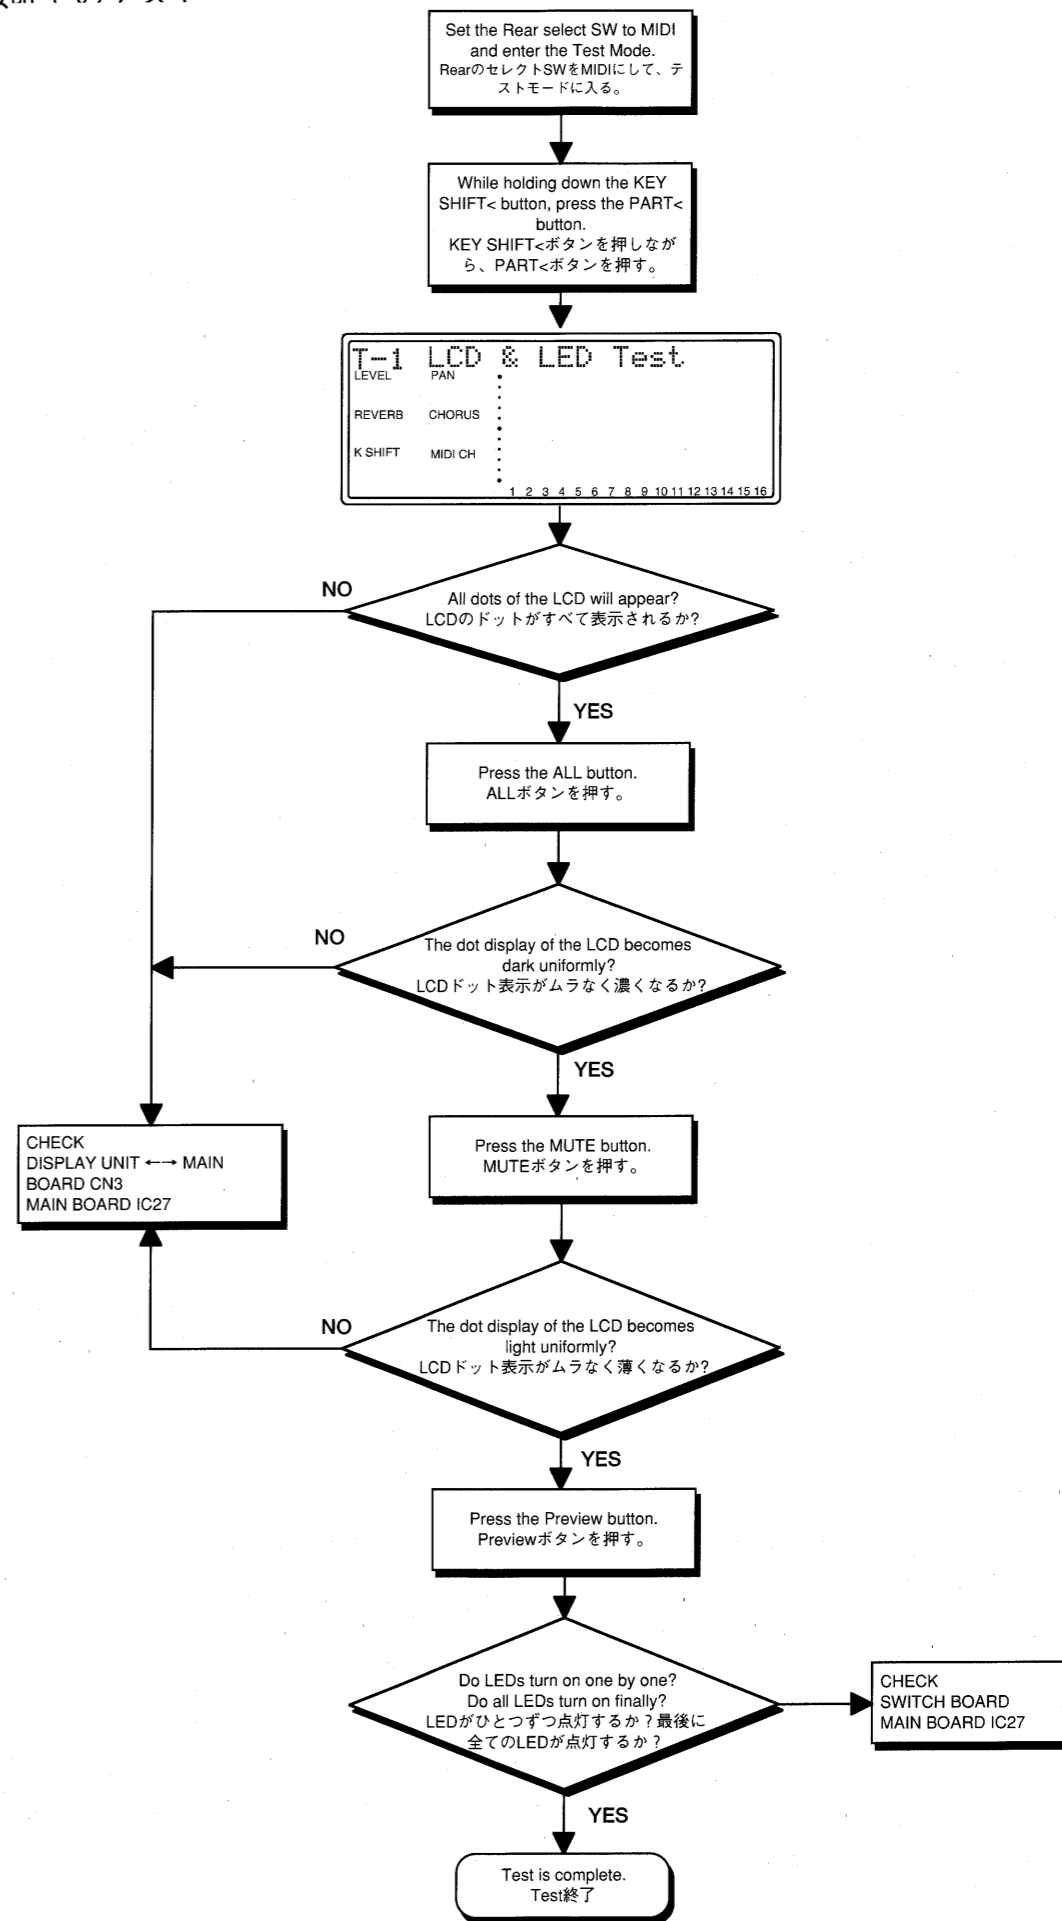 Set the Rear select SW to MIDI
and enter the Test Mode.
RearのセレクトSWをMIDIにして、テ
ストモードに入る。
While holding down the KEY
SHIFT< button, press the PART<
button.
KEY SHIFT<ボタンを押しなが
ら、PART<ボタンを押す。
T-1 LCD & LED Test
LEVEL PAN
REVERB CHORUS
K SHIFT MIDI CH
1 2 3 4 5 6 7 8 9 10 11 12 13 14 15 16
NO
All dots of the LCD will appear?
LCDのドットがすべて表示されるか?
YES
Press the ALL button.
ALLボタンを押す。
NO
The dot display of the LCD becomes
dark uniformly?
LCDドット表示がムラなく濃くなるか?
YES
Press the MUTE button.
MUTEボタンを押す。
CHECK
DISPLAY UNIT ←→ MAIN
BOARD CN3
MAIN BOARD IC27
NO
The dot display of the LCD becomes
light uniformly?
LCDドット表示がムラなく薄くなるか?
YES
Press the Preview button.
Previewボタンを押す。
Do LEDs turn on one by one?
Do all LEDs turn on finally?
LEDがひとつずつ点灯するか？最後に
全てのLEDが点灯するか？
CHECK
SWITCH BOARD
MAIN BOARD IC27
YES
Test is complete.
Test終了